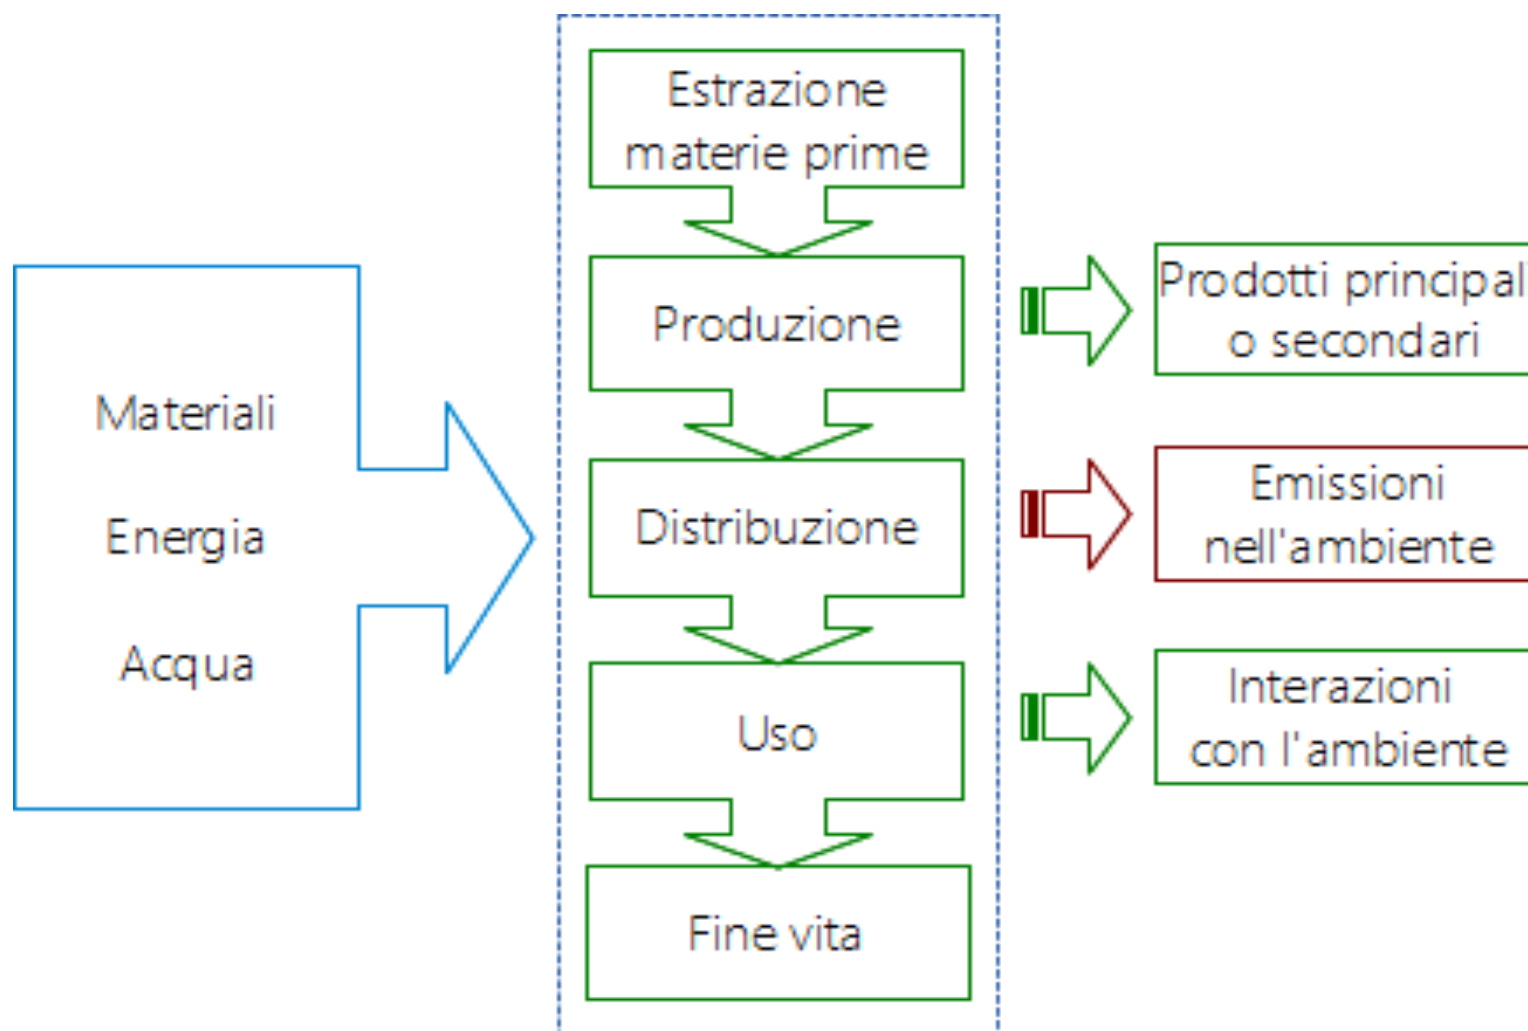 Materiali
Energia
Acqua
Estrazione
materie prime
Produzione
Distribuzione
Uso
Fine vita
Prodotti principali
o secondari
Emissioni
nell'ambiente
Interazioni
con l'ambiente